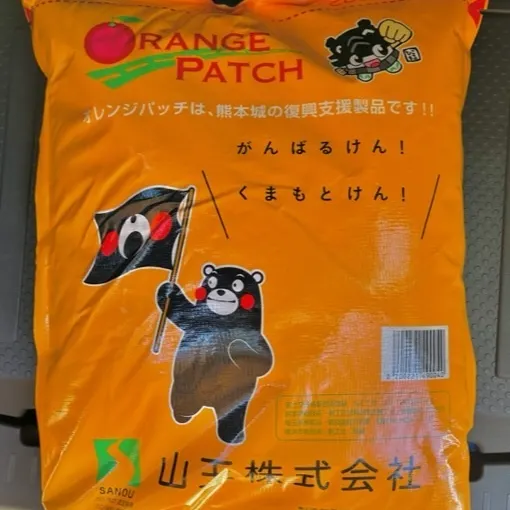 ORANGE
PATCH
オレンジパッチは、熊本城の復興支援製品です!!
がんばるけん!
くまもとけん!
山王株式会社
SANOU